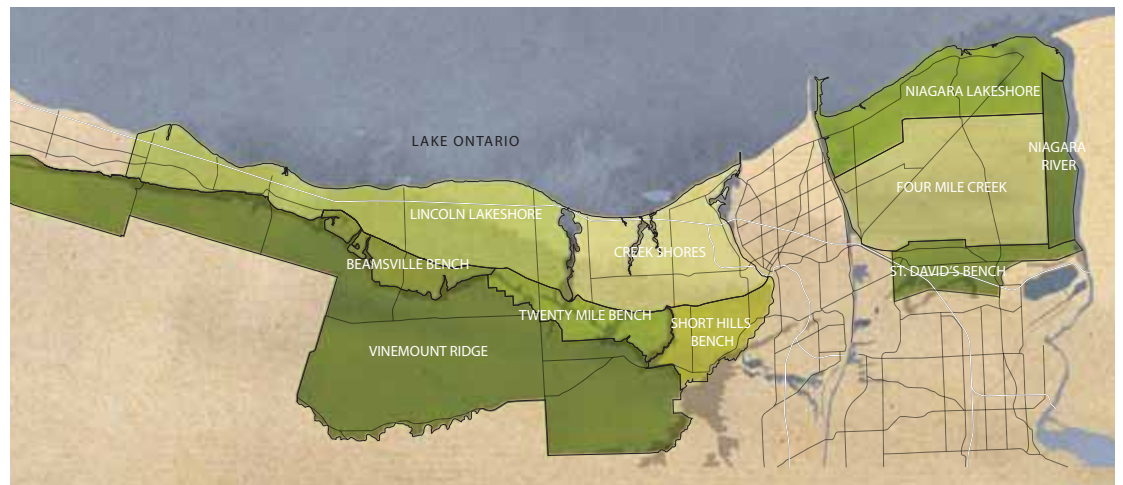 NIAGARA LAKESHORE
LAKE ONTARIO
NIAGARA
RIVER
FOUR MILE CREEK
LINCOLN LAKESHORE
CREEK SHORES
BEAMSVILLE BENCH
ST. DAVID'S BENCH
TWENTY MILE BENCH
SHORT HILLS
BENCH
VINEMOUNT RIDGE